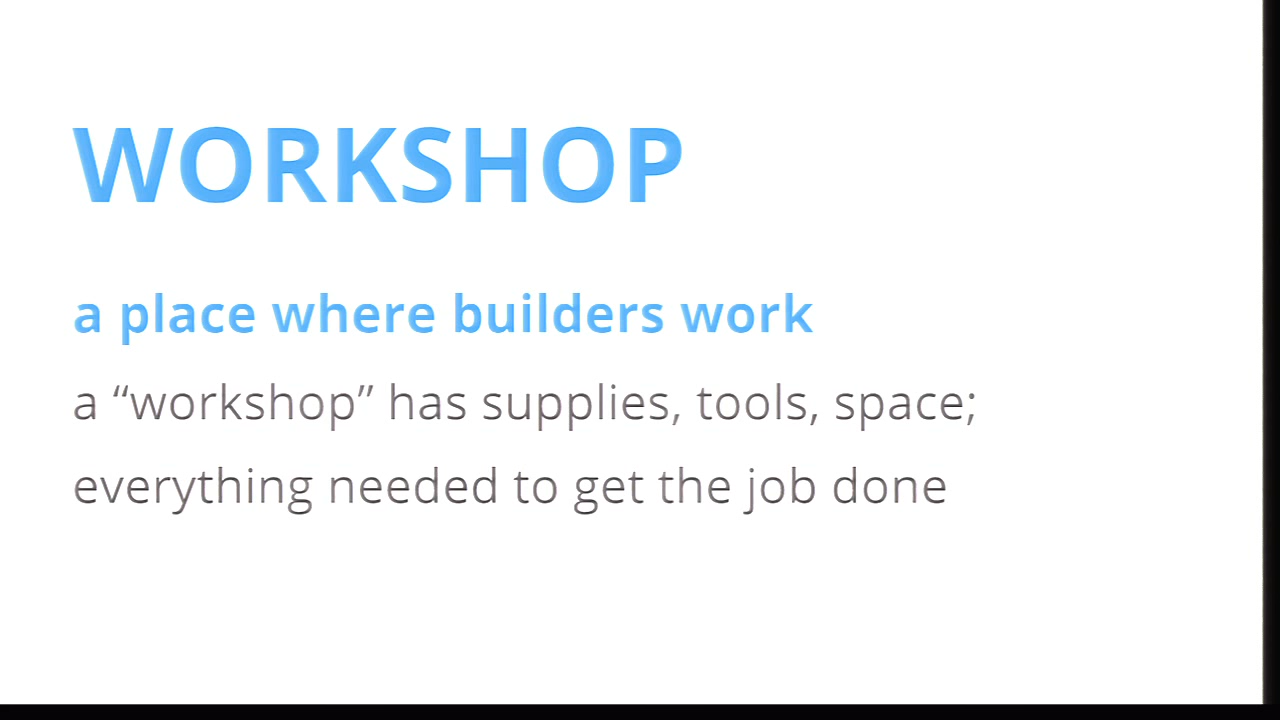 WORKSHOP
a place where builders work
a “workshop” has supplies, tools, space;
everything needed to get the job done